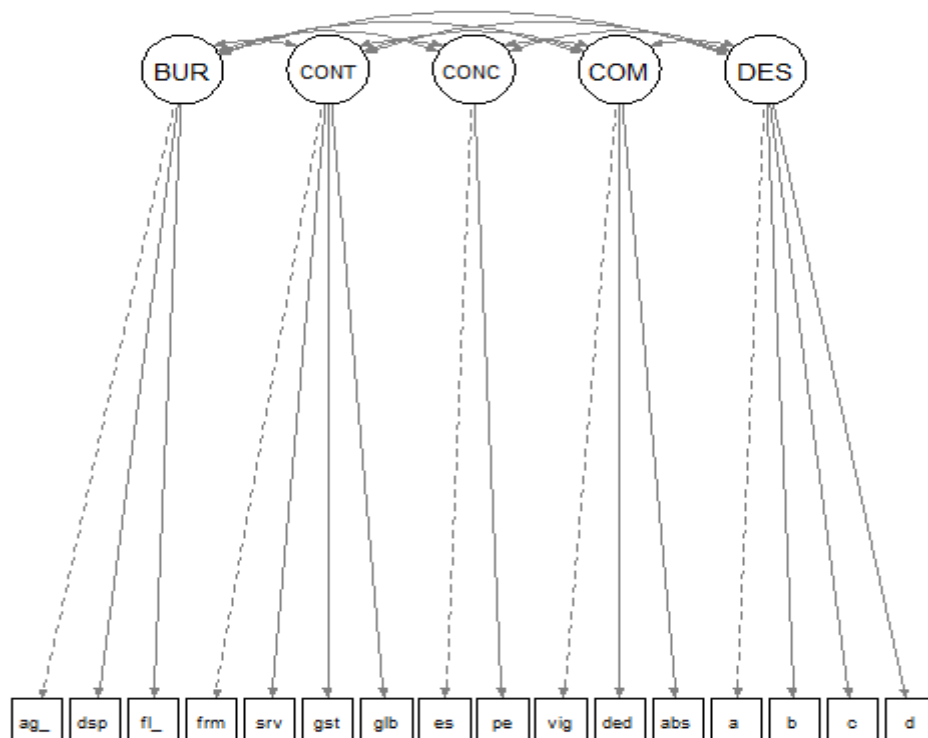 BUR CONT CONC COM DES
ag_ dsp fl_ frm srv gst glb es pe vig ded abs a b c d